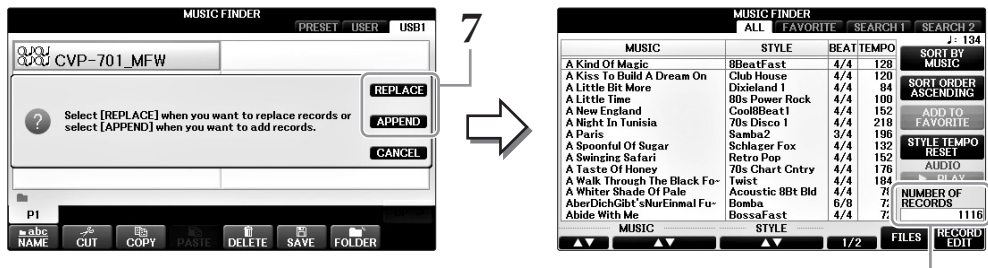 MUSIC FINDER
PRESET USER USB1
CVP-701_MFW
REPLACE
Select [REPLACE] when you want to replace records or
select [APPEND] when you want to add records.
APPEND
CANCEL
P1
abc
NAME CUT COPY PASTE DELETE SAVE FOLDER
7
MUSIC FINDER
ALL FAVORITE SEARCH 1 SEARCH 2
♩: 134
MUSIC STYLE BEAT TEMPO
A Kind Of Magic 8BeatFast 4/4 128
A Kiss To Build A Dream On Club House 4/4 120
A Little Bit More Dixieland 1 4/4 84
A Little Time 80s Power Rock 4/4 100
A New England Cool8Beat1 4/4 152
A Night In Tunisia 70s Disco 1 4/4 218
A Paris Samba2 3/4 196
A Spoonful Of Sugar Schlager Fox 4/4 132
A Swinging Safari Retro Pop 4/4 152
A Taste Of Honey 70s Chart Cntry 4/4 176
A Walk Through The Black Fo~ Twist 4/4 184
A Whiter Shade Of Pale Acoustic 8Bt Bld 4/4
AberDichGibt'sNurEinmal Fu~ Bomba 6/8
Abide With Me BossaFast 4/4
SORT BY
MUSIC
SORT ORDER
ASCENDING
ADD TO
FAVORITE
STYLE TEMPO
RESET
AUDIO
PLAY
NUMBER OF
RECORDS
1116
MUSIC STYLE
▲▼ ▲▼ ▲▼ 1/2 FILES RECORD
EDIT